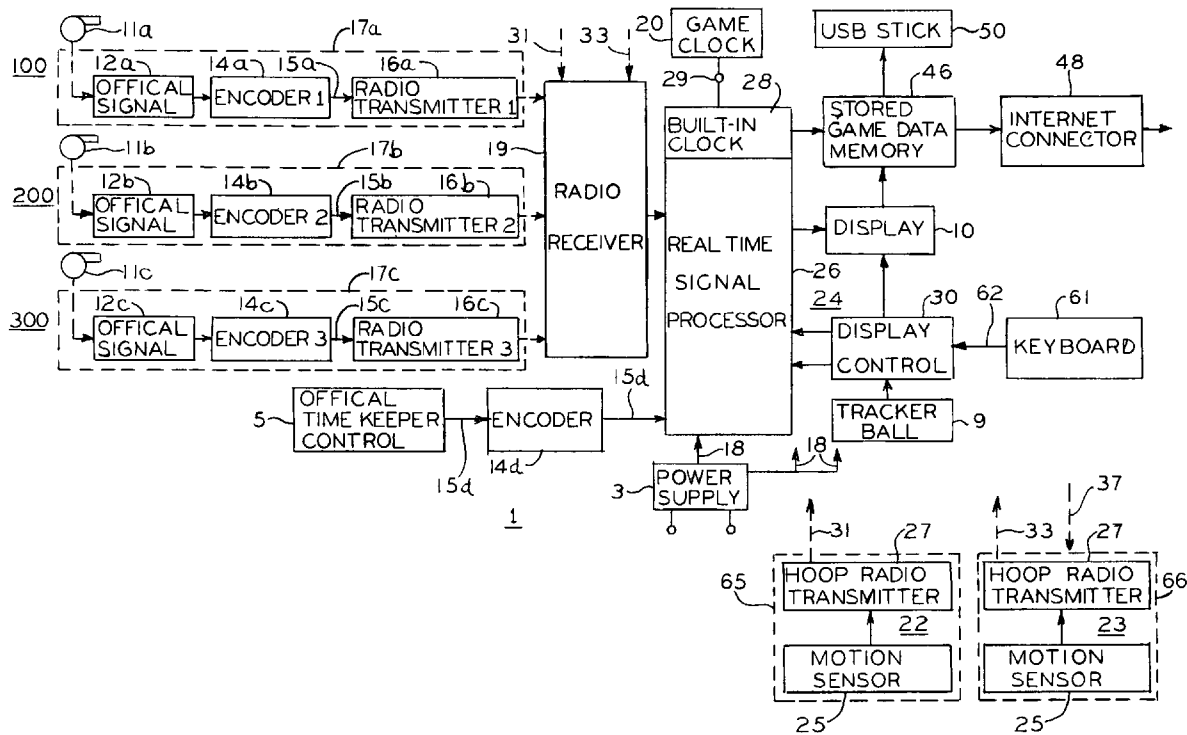 11a
100
17a
12a
14a
15a
16a
OFFICAL
SIGNAL
ENCODER 1
RADIO
TRANSMITTER 1
11b
200
17b
12b
14b
15b
16b
OFFICAL
SIGNAL
ENCODER 2
RADIO
TRANSMITTER 2
11c
300
17c
12c
14c
15c
16c
OFFICAL
SIGNAL
ENCODER 3
RADIO
TRANSMITTER 3
31
33
19
RADIO
RECEIVER
20
GAME
CLOCK
29
28
BUILT-IN
CLOCK
REAL TIME
SIGNAL
PROCESSOR
26
24
USB STICK
50
46
STORED
GAME DATA
MEMORY
48
INTERNET
CONNECTOR
DISPLAY
10
30
DISPLAY
CONTROL
62
61
KEYBOARD
TRACKER
BALL
9
5
OFFICAL
TIME KEEPER
CONTROL
15d
ENCODER
14d
15d
18
3
POWER
SUPPLY
18
1
31
27
65
HOOP RADIO
TRANSMITTER
22
MOTION
SENSOR
25
33
37
27
HOOP RADIO
TRANSMITTER
66
23
MOTION
SENSOR
25